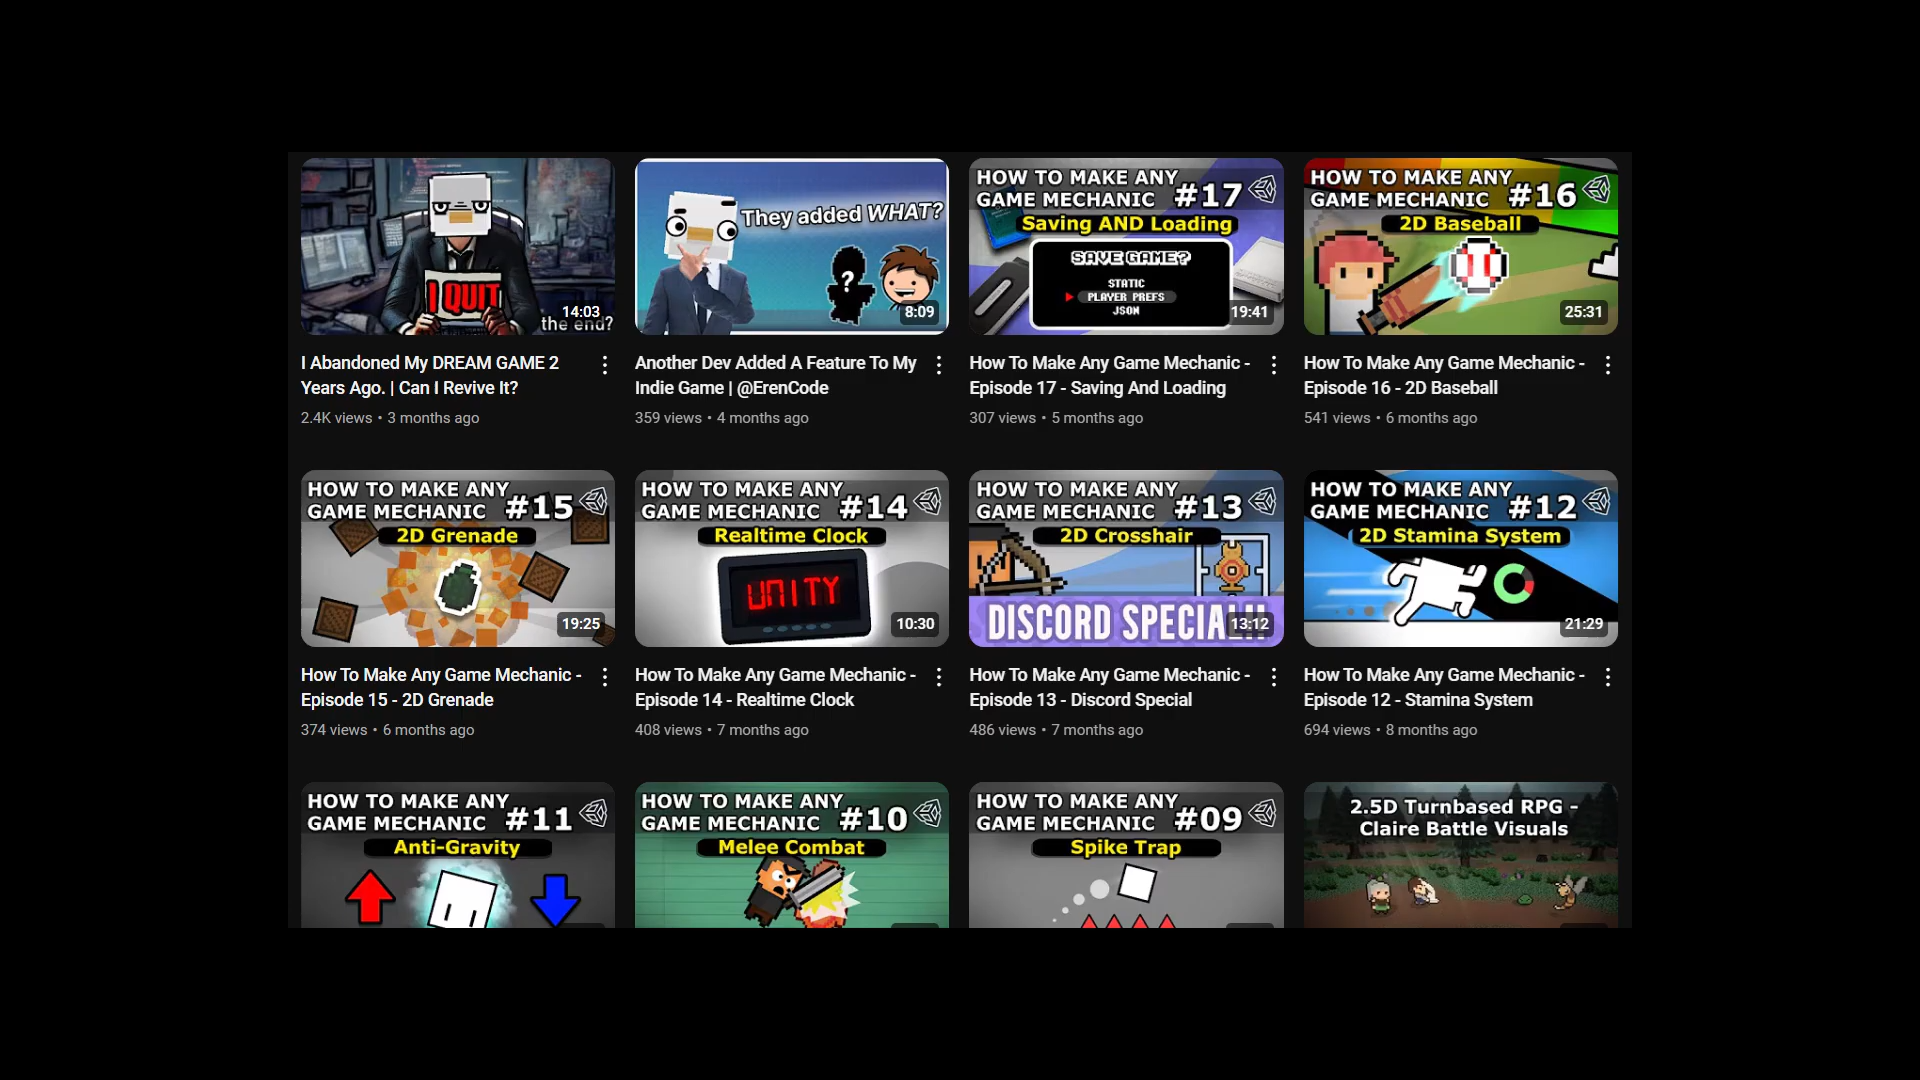 I QUIT
the end?
14:03
I Abandoned My DREAM GAME 2
Years Ago. | Can I Revive It?
2.4K views • 3 months ago
They added WHAT?
?
8:09
Another Dev Added A Feature To My
Indie Game | @ErenCode
359 views • 4 months ago
HOW TO MAKE ANY
GAME MECHANIC #17
Saving AND Loading
SAVE GAME?
STATIC
PLAYER PREFS
JSON
19:41
How To Make Any Game Mechanic -
Episode 17 - Saving And Loading
307 views • 5 months ago
HOW TO MAKE ANY
GAME MECHANIC #16
2D Baseball
25:31
How To Make Any Game Mechanic -
Episode 16 - 2D Baseball
541 views • 6 months ago
HOW TO MAKE ANY
GAME MECHANIC #15
2D Grenade
19:25
How To Make Any Game Mechanic -
Episode 15 - 2D Grenade
374 views • 6 months ago
HOW TO MAKE ANY
GAME MECHANIC #14
Realtime Clock
UNITY
10:30
How To Make Any Game Mechanic -
Episode 14 - Realtime Clock
408 views • 7 months ago
HOW TO MAKE ANY
GAME MECHANIC #13
2D Crosshair
DISCORD SPECIAL!!
13:12
How To Make Any Game Mechanic -
Episode 13 - Discord Special
486 views • 7 months ago
HOW TO MAKE ANY
GAME MECHANIC #12
2D Stamina System
21:29
How To Make Any Game Mechanic -
Episode 12 - Stamina System
694 views • 8 months ago
HOW TO MAKE ANY
GAME MECHANIC #11
Anti-Gravity
HOW TO MAKE ANY
GAME MECHANIC #10
Melee Combat
HOW TO MAKE ANY
GAME MECHANIC #09
Spike Trap
2.5D Turnbased RPG -
Claire Battle Visuals